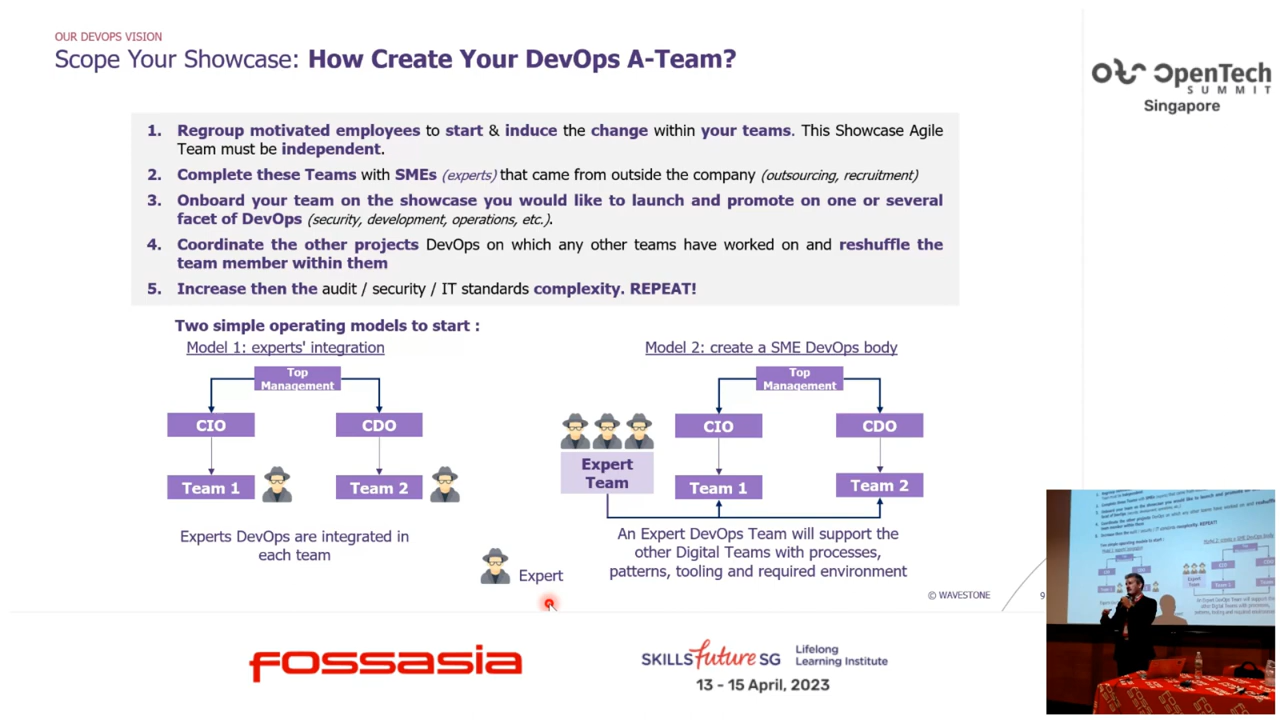 OUR DEVOPS VISION
Scope Your Showcase: How Create Your DevOps A-Team?
OpenTech
SUMMIT
Singapore
1. Regroup motivated employees to start & induce the change within your teams. This Showcase Agile
Team must be independent.
2. Complete these Teams with SMEs (experts) that came from outside the company (outsourcing, recruitment)
3. Onboard your team on the showcase you would like to launch and promote on one or several
facet of DevOps (security, development, operations, etc.).
4. Coordinate the other projects DevOps on which any other teams have worked on and reshuffle the
team member within them
5. Increase then the audit / security / IT standards complexity. REPEAT!
Two simple operating models to start :
Model 1: experts' integration
Top
Management
CIO
CDO
Team 1
Team 2
Experts DevOps are integrated in
each team
Expert
Model 2: create a SME DevOps body
Top
Management
CIO
CDO
Expert
Team
Team 1
Team 2
An Expert DevOps Team will support the
other Digital Teams with processes,
patterns, tooling and required environment
© WAVESTONE
9
FOSSASIA
SKILLSfuture SG
Lifelong
Learning Institute
13 - 15 April, 2023